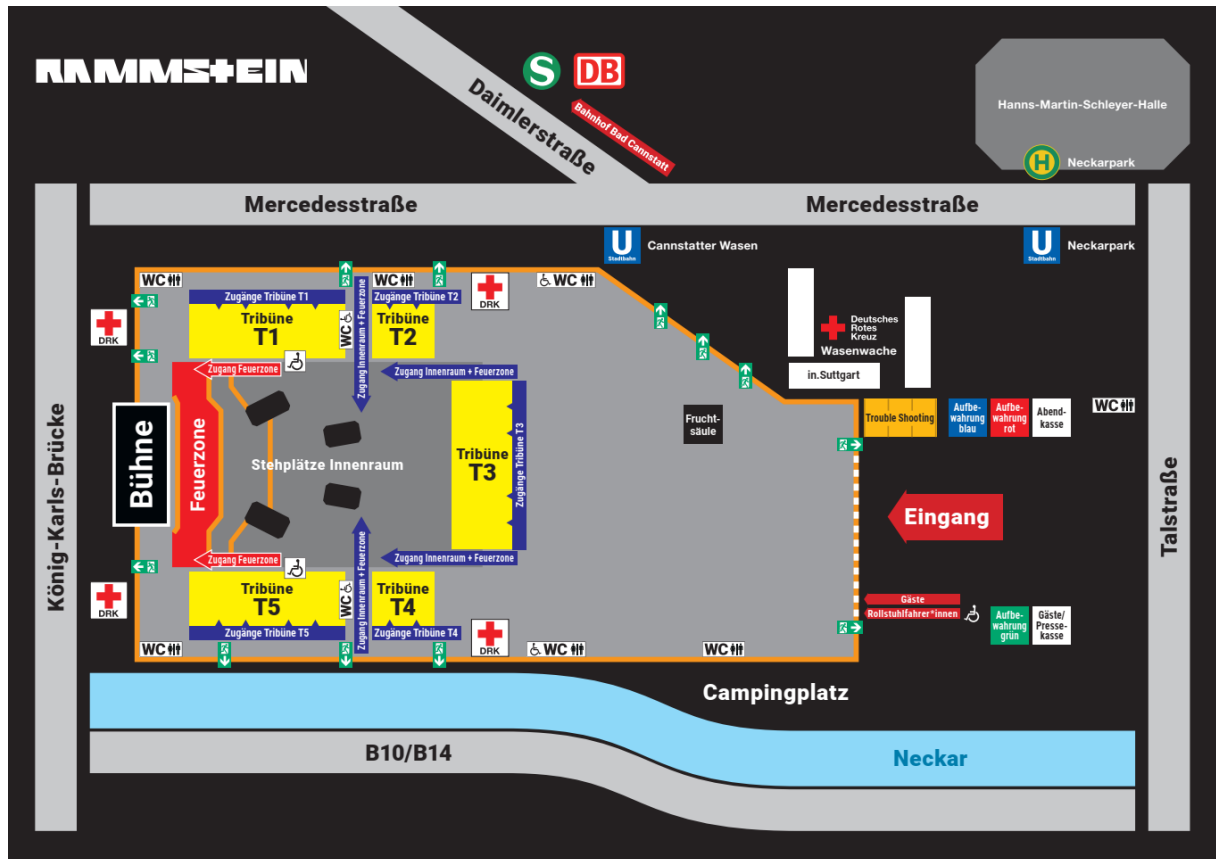 RAMMSTEIN
S
DB
Bahnhof Bad Cannstatt
Daimlerstraße
Hanns-Martin-Schleyer-Halle
H
Neckarpark
Mercedesstraße
Mercedesstraße
U
Stadtbahn
Cannstatter Wasen
U
Stadtbahn
Neckarpark
König-Karls-Brücke
Talstraße
WC
WC
WC
DRK
DRK
Zugänge Tribüne T1
Tribüne
T1
Zugänge Tribüne T2
Tribüne
T2
WC
Zugang Innenraum + Feuerzone
Deutsches
Rotes
Kreuz
Wasenwache
in.Suttgart
Zugang Feuerzone
Zugang Innenraum + Feuerzone
Bühne
Feuerzone
Stehplätze Innenraum
Tribüne
T3
Zugänge Tribüne T3
Frucht-
säule
Trouble Shooting
Aufbe-
wahrung
blau
Aufbe-
wahrung
rot
Abend-
kasse
WC
Eingang
Zugang Feuerzone
Zugang Innenraum + Feuerzone
Zugang Innenraum + Feuerzone
DRK
Tribüne
T5
Zugänge Tribüne T5
WC
Tribüne
T4
Zugänge Tribüne T4
DRK
WC
WC
WC
Gäste
Rollstuhlfahrer*innen
Aufbe-
wahrung
grün
Gäste/
Presse-
kasse
Campingplatz
B10/B14
Neckar